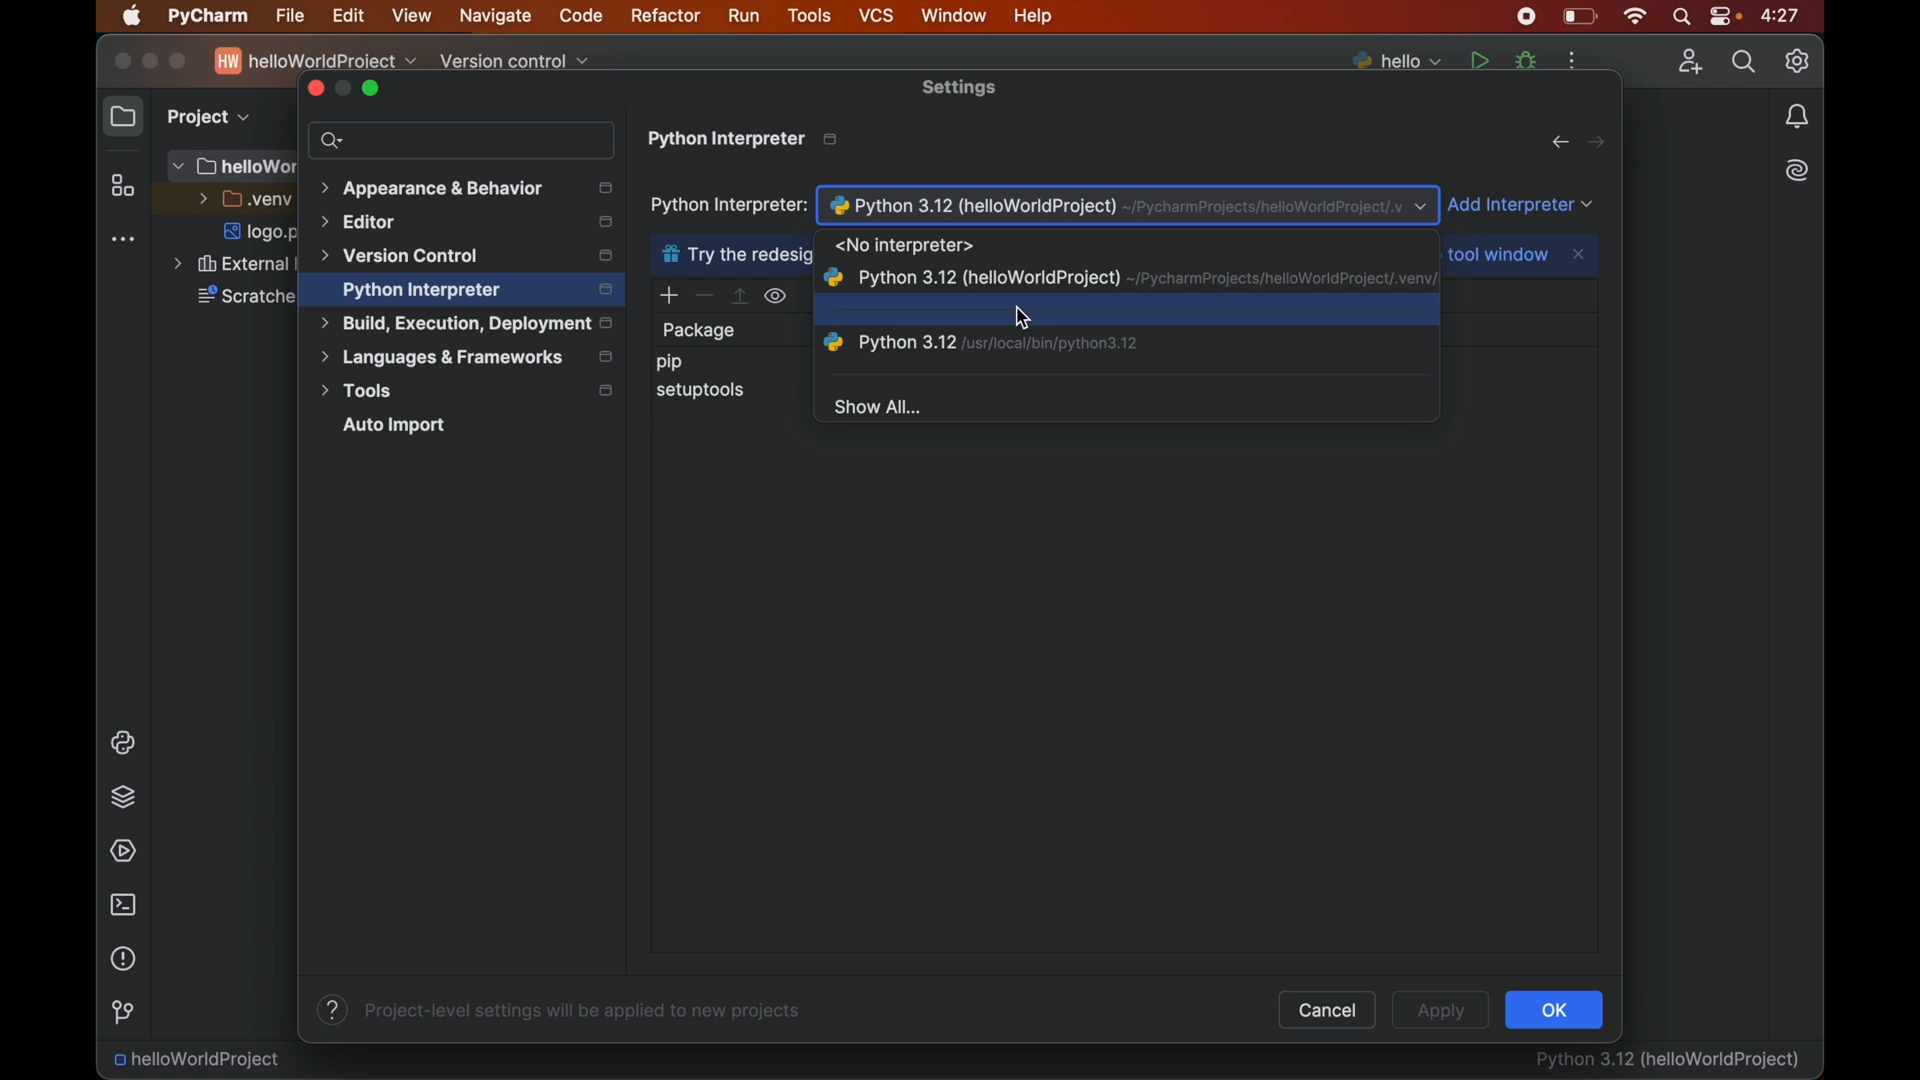 PyCharm File Edit View Navigate Code Refactor Run Tools VCS Window Help 4:27
HW helloWorldProject Version control hello
Settings
Project
helloWor
.venv
logo.p
External l
Scratche
Appearance & Behavior
Editor
Version Control
Python Interpreter
Build, Execution, Deployment
Languages & Frameworks
Tools
Auto Import
Python Interpreter
Python Interpreter: Python 3.12 (helloWorldProject) ~/PycharmProjects/helloWorldProject/.v Add Interpreter
Try the redesig tool window
<No interpreter>
Python 3.12 (helloWorldProject) ~/PycharmProjects/helloWorldProject/.venv/
Python 3.12 /usr/local/bin/python3.12
Show All...
Package
pip
setuptools
? Project-level settings will be applied to new projects
Cancel Apply OK
helloWorldProject Python 3.12 (helloWorldProject)